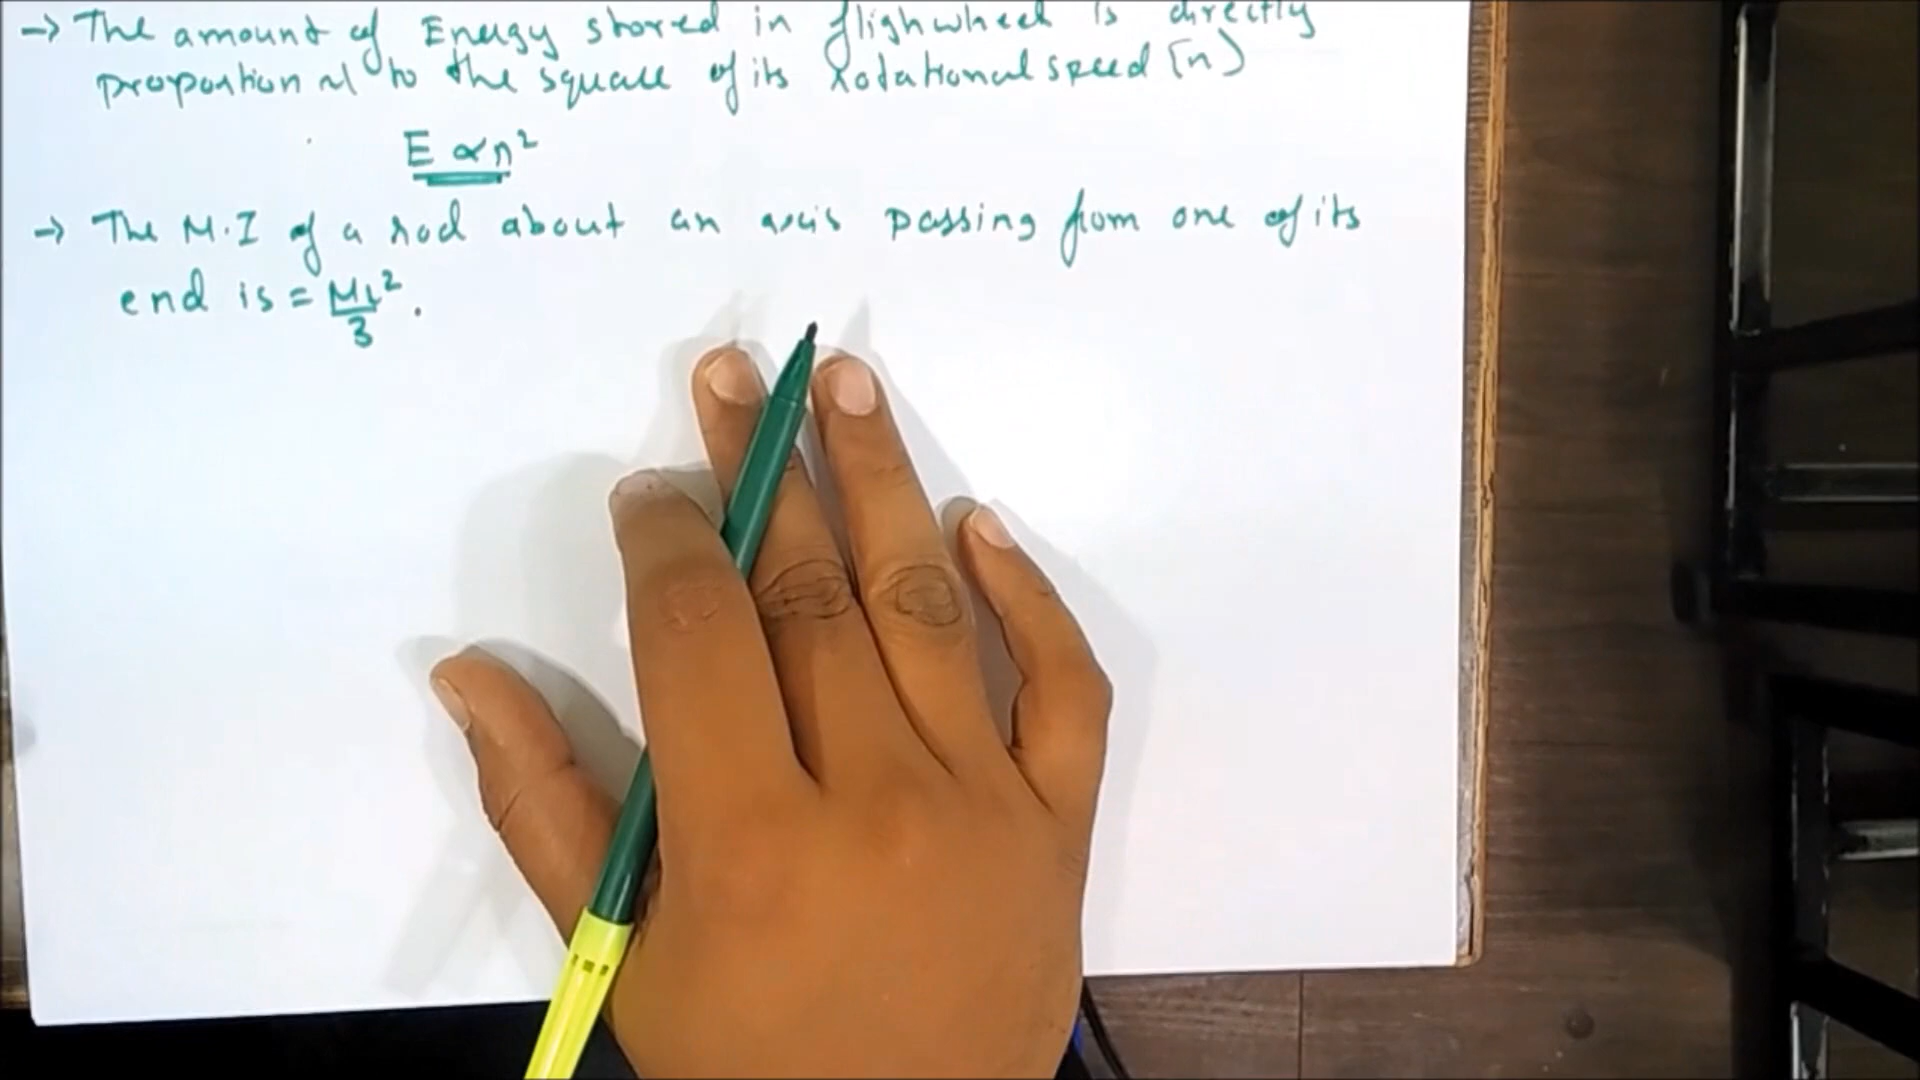 → The amount of Energy stored in flighwheel is directly
proportional to the square of its rotational speed [n]
E ∝ n²
→ The M.I of a rod about an axis passing from one of its
end is = ML²/3.